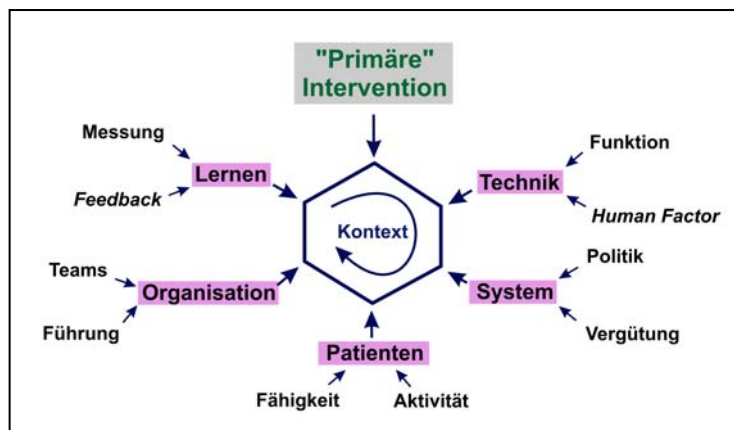 "Primäre"
Intervention
Messung
Lernen
Feedback
Funktion
Technik
Human Factor
Kontext
Teams
Organisation
Führung
Politik
System
Vergütung
Patienten
Fähigkeit
Aktivität